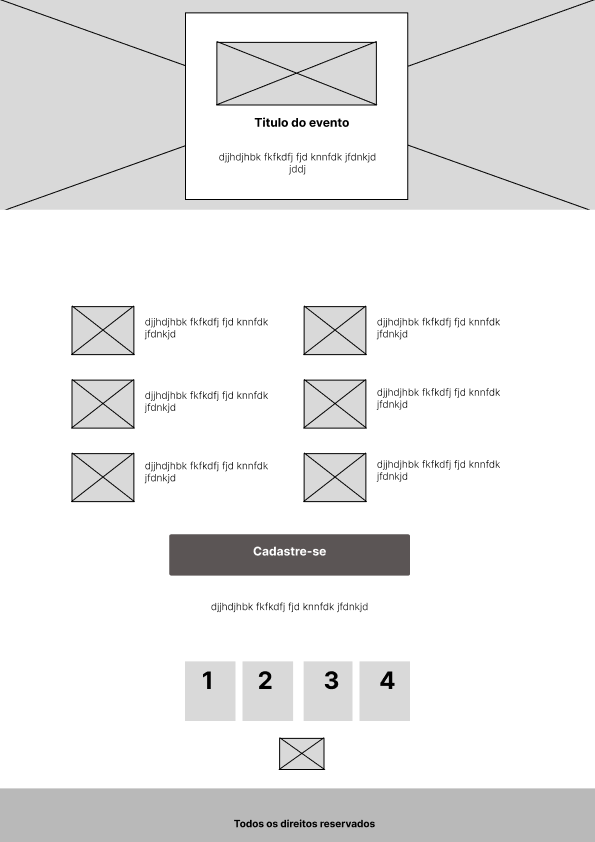 Titulo do evento
djjhdjhbk fkfkdfj fjd knnfdk jfdnkjd
jddj
djjhdjhbk fkfkdfj fjd knnfdk
jfdnkjd
djjhdjhbk fkfkdfj fjd knnfdk
jfdnkjd
djjhdjhbk fkfkdfj fjd knnfdk
jfdnkjd
djjhdjhbk fkfkdfj fjd knnfdk
jfdnkjd
djjhdjhbk fkfkdfj fjd knnfdk
jfdnkjd
djjhdjhbk fkfkdfj fjd knnfdk
jfdnkjd
Cadastre-se
djjhdjhbk fkfkdfj fjd knnfdk jfdnkjd
1 2 3 4
Todos os direitos reservados